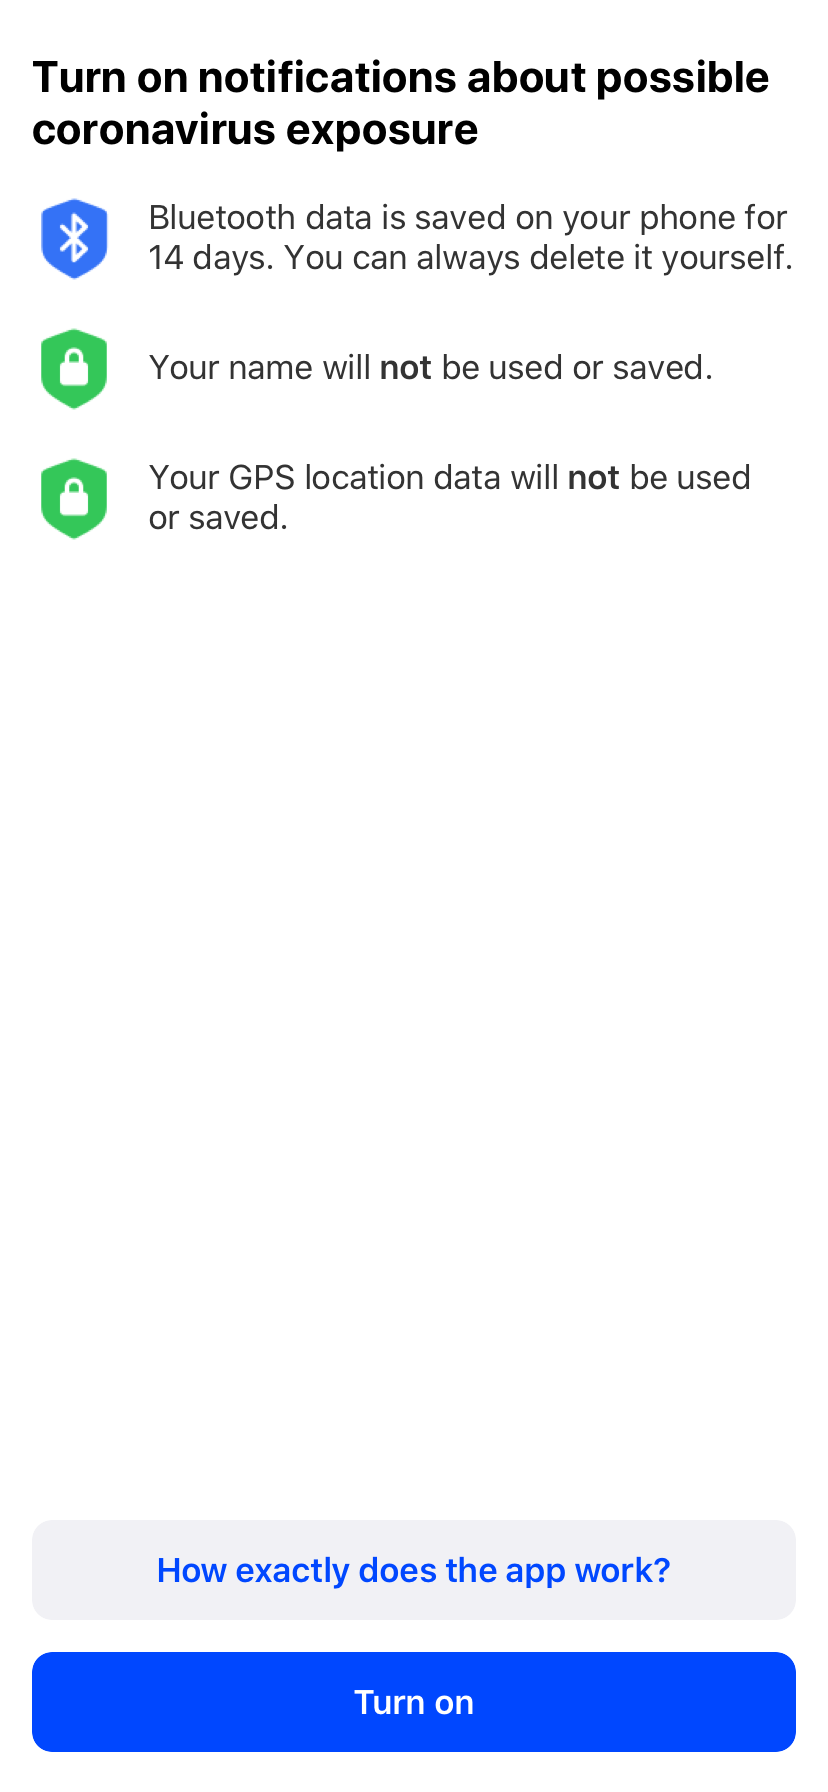 Turn on notifications about possible
coronavirus exposure
Bluetooth data is saved on your phone for
14 days. You can always delete it yourself.
Your name will not be used or saved.
Your GPS location data will not be used
or saved.
How exactly does the app work?
Turn on